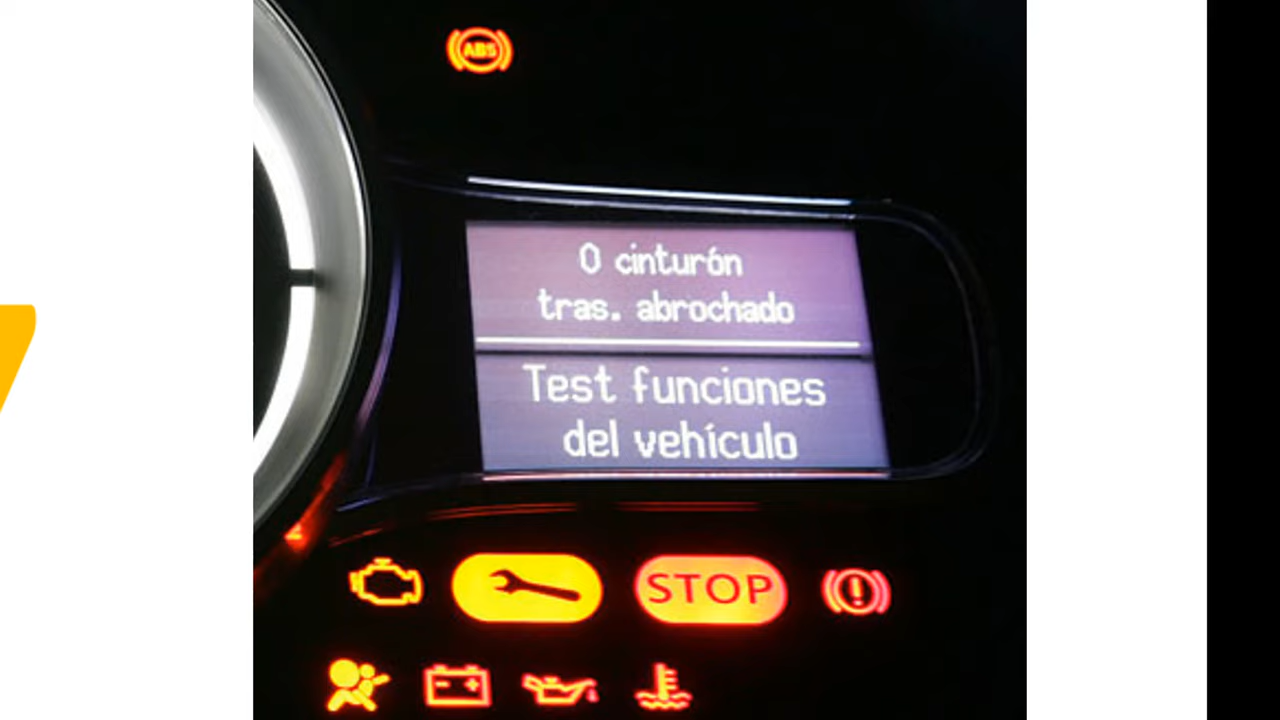 ABS
0 cinturón
tras. abrochado
Test funciones
del vehículo
STOP